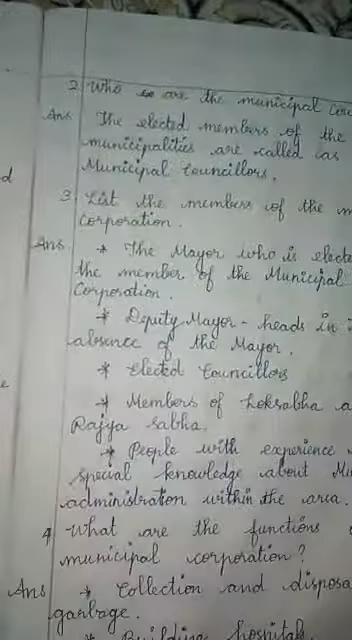 2. Who are the municipal
Ans The elected members of the
municipalities are called as
Municipal Councillors.
3. List the members of the
Corporation.
Ans. * The Mayor who is
the member of the Municipal
Corporation.
* Deputy Mayor - heads in
absence of the Mayor.
* Elected Councillors
* Members of Loksabha
Rajya sabha.
* People with experience
special knowledge about
administration within the area.
4 What are the functions
municipal corporation?
Ans * Collection and
garbage.
* Building hospitals